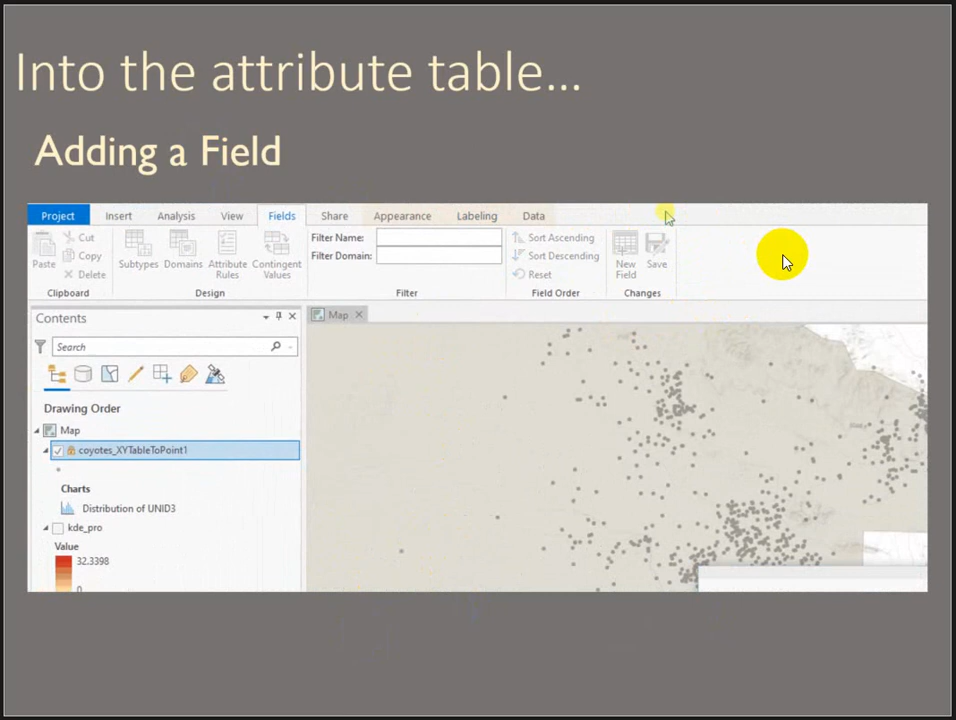 Into the attribute table...
Adding a Field
Project Insert Analysis View Fields Share Appearance Labeling Data
Cut
Copy
Delete
Paste
Clipboard
Subtypes Domains Attribute Rules Contingent Values
Design
Filter Name:
Filter Domain:
Filter
Sort Ascending
Sort Descending
Reset
Field Order
New Field Save
Changes
Contents
Map
Search
Drawing Order
Map
coyotes_XYTableToPoint1
Charts
Distribution of UNID3
kde_pro
Value
32.3398
0